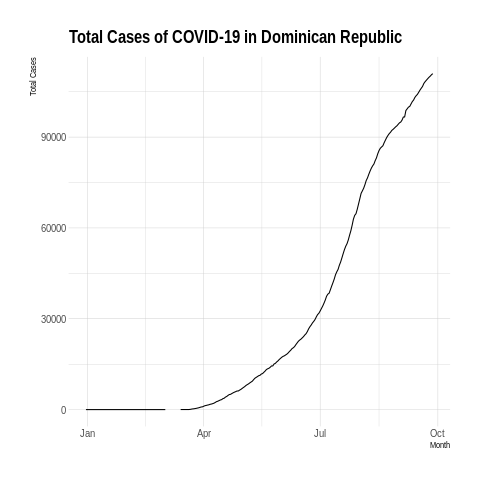 Total Cases of COVID-19 in Dominican Republic
Total Cases
90000
60000
30000
0
Jan Apr Jul Oct
Month